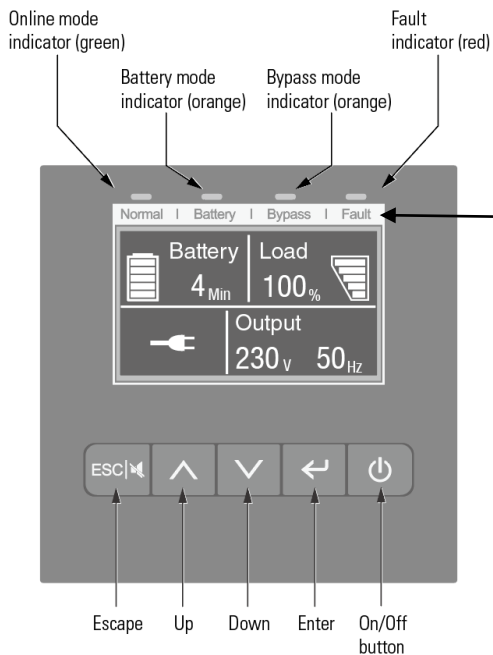 Online mode
indicator (green)
Fault
indicator (red)
Battery mode
indicator (orange)
Bypass mode
indicator (orange)
Normal | Battery | Bypass | Fault
Battery Load
4 Min 100 %
Output
230 V 50 Hz
ESC
Escape Up Down Enter On/Off
button